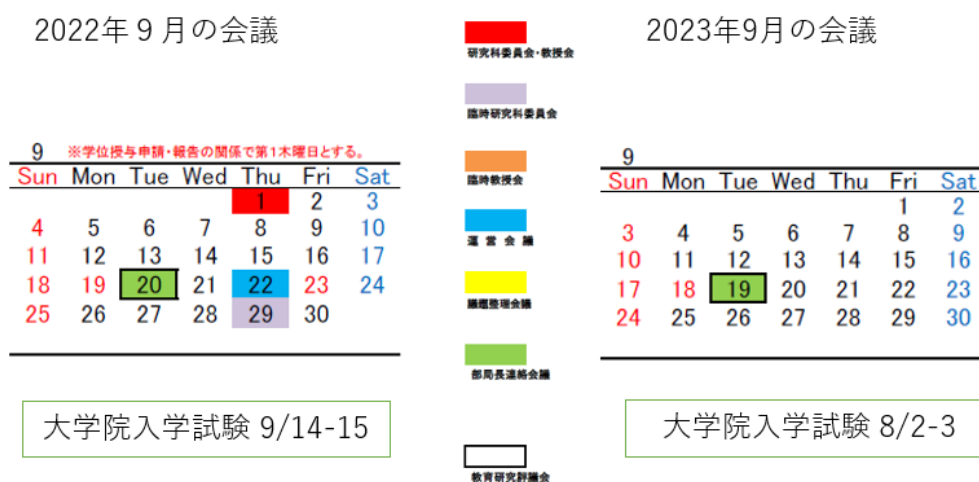 2022年９月の会議
9 ※学位授与申請・報告の関係で第1木曜日とする。
Sun Mon Tue Wed Thu Fri Sat
1 2 3
4 5 6 7 8 9 10
11 12 13 14 15 16 17
18 19 20 21 22 23 24
25 26 27 28 29 30
大学院入学試験 9/14-15
研究科委員会・教授会
臨時研究科委員会
臨時教授会
運 営 会 議
議題整理会議
部局長連絡会議
教育研究評議会
2023年9月の会議
9
Sun Mon Tue Wed Thu Fri Sat
1 2
3 4 5 6 7 8 9
10 11 12 13 14 15 16
17 18 19 20 21 22 23
24 25 26 27 28 29 30
大学院入学試験 8/2-3